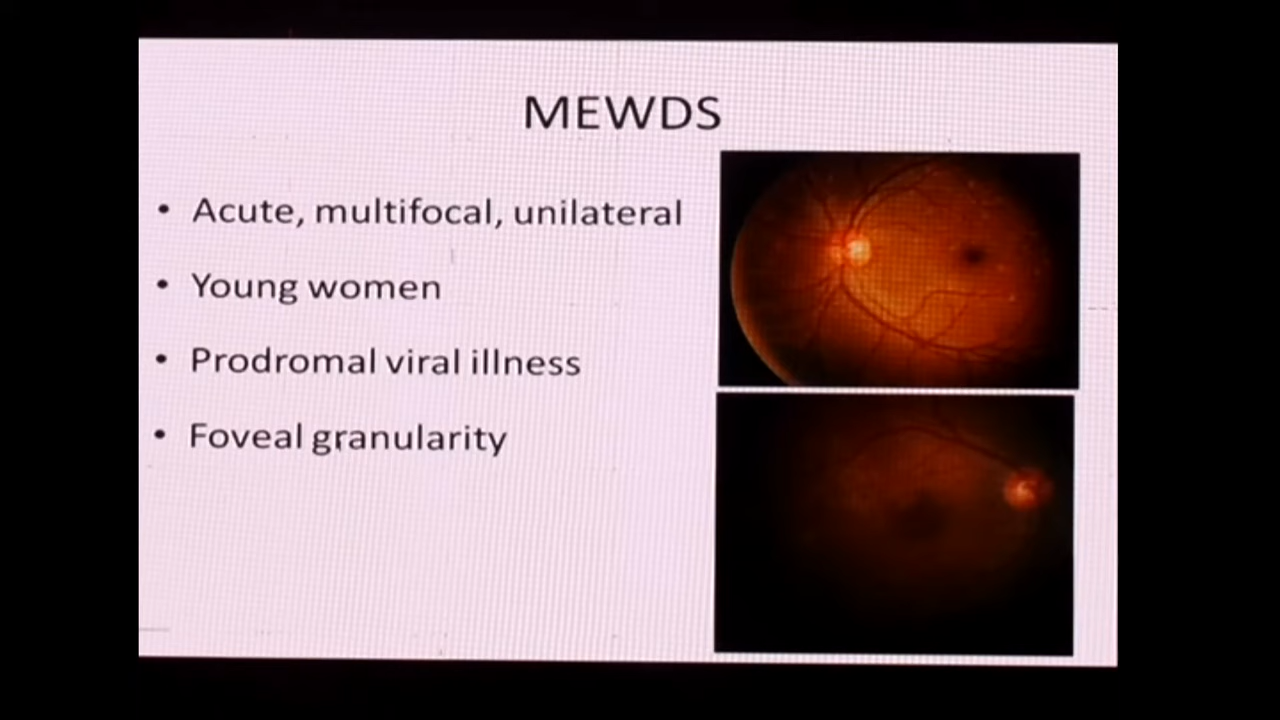 MEWDS
• Acute, multifocal, unilateral
• Young women
• Prodromal viral illness
• Foveal granularity